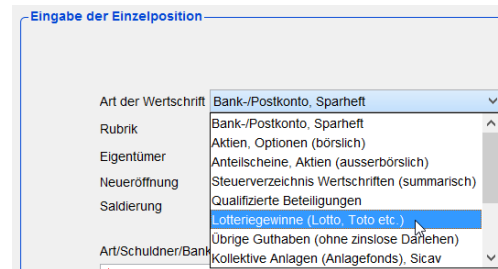 Eingabe der Einzelposition
Art der Wertschrift Bank-/Postkonto, Sparheft
Rubrik Bank-/Postkonto, Sparheft
Aktien, Optionen (börslich)
Eigentümer Anteilscheine, Aktien (ausserbörslich)
Neueröffnung Steuerverzeichnis Wertschriften (summarisch)
Saldierung Qualifizierte Beteiligungen
Lotteriegewinne (Lotto, Toto etc.)
Art/Schuldner/Bank Übrige Guthaben (ohne zinslose Darlehen)
Kollektive Anlagen (Anlagefonds), Sicav